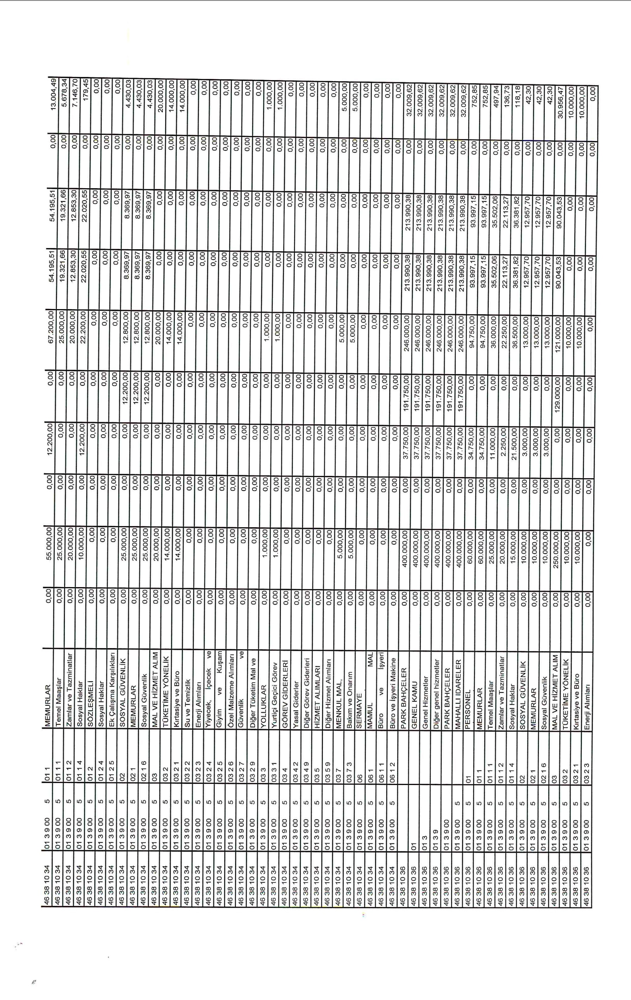 46 38 10 34 01 3 9 00 5 01 1 MEMURLAR 0,00 55.000,00 0,00 12.200,00 0,00 67.200,00 54.195,51 54.195,51 0,00 13.004,49
46 38 10 34 01 3 9 00 5 01 1 1 Temel Maaşlar 0,00 25.000,00 0,00 0,00 0,00 25.000,00 19.321,66 19.321,66 0,00 5.678,34
46 38 10 34 01 3 9 00 5 01 1 2 Zamlar ve Tazminatlar 0,00 20.000,00 0,00 0,00 0,00 20.000,00 12.853,30 12.853,30 0,00 7.146,70
46 38 10 34 01 3 9 00 5 01 1 4 Sosyal Haklar 0,00 10.000,00 0,00 12.200,00 0,00 22.200,00 22.020,55 22.020,55 0,00 179,45
46 38 10 34 01 3 9 00 5 01 2 SÖZLEŞMELİ 0,00 0,00 0,00 0,00 0,00 0,00 0,00 0,00 0,00 0,00
46 38 10 34 01 3 9 00 5 01 2 4 Sosyal Haklar 0,00 0,00 0,00 0,00 0,00 0,00 0,00 0,00 0,00 0,00
46 38 10 34 01 3 9 00 5 01 2 5 Ek Çalışma Karşılıkları 0,00 0,00 0,00 0,00 0,00 0,00 0,00 0,00 0,00 0,00
46 38 10 34 01 3 9 00 5 02 SOSYAL GÜVENLİK 0,00 25.000,00 0,00 0,00 12.200,00 12.800,00 8.369,97 8.369,97 0,00 4.430,03
46 38 10 34 01 3 9 00 5 02 1 MEMURLAR 0,00 25.000,00 0,00 0,00 12.200,00 12.800,00 8.369,97 8.369,97 0,00 4.430,03
46 38 10 34 01 3 9 00 5 02 1 6 Sosyal Güvenlik 0,00 25.000,00 0,00 0,00 12.200,00 12.800,00 8.369,97 8.369,97 0,00 4.430,03
46 38 10 34 01 3 9 00 5 03 MAL VE HİZMET ALIM 0,00 20.000,00 0,00 0,00 0,00 20.000,00 0,00 0,00 0,00 20.000,00
46 38 10 34 01 3 9 00 5 03 2 TÜKETİME YÖNELİK 0,00 14.000,00 0,00 0,00 0,00 14.000,00 0,00 0,00 0,00 14.000,00
46 38 10 34 01 3 9 00 5 03 2 1 Kırtasiye ve Büro 0,00 14.000,00 0,00 0,00 0,00 14.000,00 0,00 0,00 0,00 14.000,00
46 38 10 34 01 3 9 00 5 03 2 2 Su ve Temizlik 0,00 0,00 0,00 0,00 0,00 0,00 0,00 0,00 0,00 0,00
46 38 10 34 01 3 9 00 5 03 2 3 Enerji Alımları 0,00 0,00 0,00 0,00 0,00 0,00 0,00 0,00 0,00 0,00
46 38 10 34 01 3 9 00 5 03 2 4 Yiyecek, İçecek ve 0,00 0,00 0,00 0,00 0,00 0,00 0,00 0,00 0,00 0,00
46 38 10 34 01 3 9 00 5 03 2 5 Giyim ve Kuşam 0,00 0,00 0,00 0,00 0,00 0,00 0,00 0,00 0,00 0,00
46 38 10 34 01 3 9 00 5 03 2 6 Özel Malzeme Alımları 0,00 0,00 0,00 0,00 0,00 0,00 0,00 0,00 0,00 0,00
46 38 10 34 01 3 9 00 5 03 2 7 Güvenlik ve 0,00 0,00 0,00 0,00 0,00 0,00 0,00 0,00 0,00 0,00
46 38 10 34 01 3 9 00 5 03 2 9 Diğer Tüketim Mal ve 0,00 0,00 0,00 0,00 0,00 0,00 0,00 0,00 0,00 0,00
46 38 10 34 01 3 9 00 5 03 3 YOLLUKLAR 0,00 1.000,00 0,00 0,00 0,00 1.000,00 0,00 0,00 0,00 1.000,00
46 38 10 34 01 3 9 00 5 03 3 1 Yurtiçi Geçici Görev 0,00 1.000,00 0,00 0,00 0,00 1.000,00 0,00 0,00 0,00 1.000,00
46 38 10 34 01 3 9 00 5 03 4 GÖREV GİDERLERİ 0,00 0,00 0,00 0,00 0,00 0,00 0,00 0,00 0,00 0,00
46 38 10 34 01 3 9 00 5 03 4 2 Yasal Giderler 0,00 0,00 0,00 0,00 0,00 0,00 0,00 0,00 0,00 0,00
46 38 10 34 01 3 9 00 5 03 4 9 Diğer Görev Giderleri 0,00 0,00 0,00 0,00 0,00 0,00 0,00 0,00 0,00 0,00
46 38 10 34 01 3 9 00 5 03 5 HİZMET ALIMLARI 0,00 0,00 0,00 0,00 0,00 0,00 0,00 0,00 0,00 0,00
46 38 10 34 01 3 9 00 5 03 5 9 Diğer Hizmet Alımları 0,00 0,00 0,00 0,00 0,00 0,00 0,00 0,00 0,00 0,00
46 38 10 34 01 3 9 00 5 03 7 MENKUL MAL, 0,00 5.000,00 0,00 0,00 0,00 5.000,00 0,00 0,00 0,00 5.000,00
46 38 10 34 01 3 9 00 5 03 7 3 Bakım ve Onarım 0,00 5.000,00 0,00 0,00 0,00 5.000,00 0,00 0,00 0,00 5.000,00
46 38 10 34 01 3 9 00 5 06 SERMAYE 0,00 0,00 0,00 0,00 0,00 0,00 0,00 0,00 0,00 0,00
46 38 10 34 01 3 9 00 5 06 1 MAMUL MAL 0,00 0,00 0,00 0,00 0,00 0,00 0,00 0,00 0,00 0,00
46 38 10 34 01 3 9 00 5 06 1 1 Büro ve İşyeri 0,00 0,00 0,00 0,00 0,00 0,00 0,00 0,00 0,00 0,00
46 38 10 34 01 3 9 00 5 06 1 2 Büro ve İşyeri Makine 0,00 0,00 0,00 0,00 0,00 0,00 0,00 0,00 0,00 0,00
46 38 10 36 PARK BAHÇELER 0,00 400.000,00 0,00 37.750,00 191.750,00 246.000,00 213.990,38 213.990,38 0,00 32.009,62
46 38 10 36 01 GENEL KAMU 0,00 400.000,00 0,00 37.750,00 191.750,00 246.000,00 213.990,38 213.990,38 0,00 32.009,62
46 38 10 36 01 3 Genel Hizmetler 0,00 400.000,00 0,00 37.750,00 191.750,00 246.000,00 213.990,38 213.990,38 0,00 32.009,62
46 38 10 36 01 3 9 Diğer genel hizmetler 0,00 400.000,00 0,00 37.750,00 191.750,00 246.000,00 213.990,38 213.990,38 0,00 32.009,62
46 38 10 36 01 3 9 00 PARK BAHÇELER 0,00 400.000,00 0,00 37.750,00 191.750,00 246.000,00 213.990,38 213.990,38 0,00 32.009,62
46 38 10 36 01 3 9 00 5 MAHALLI IDARELER 0,00 400.000,00 0,00 37.750,00 191.750,00 246.000,00 213.990,38 213.990,38 0,00 32.009,62
46 38 10 36 01 3 9 00 5 01 PERSONEL 0,00 60.000,00 0,00 34.750,00 0,00 94.750,00 93.997,15 93.997,15 0,00 752,85
46 38 10 36 01 3 9 00 5 01 1 MEMURLAR 0,00 60.000,00 0,00 34.750,00 0,00 94.750,00 93.997,15 93.997,15 0,00 752,85
46 38 10 36 01 3 9 00 5 01 1 1 Temel Maaşlar 0,00 25.000,00 0,00 11.000,00 0,00 36.000,00 35.502,06 35.502,06 0,00 497,94
46 38 10 36 01 3 9 00 5 01 1 2 Zamlar ve Tazminatlar 0,00 20.000,00 0,00 2.250,00 0,00 22.250,00 22.113,27 22.113,27 0,00 136,73
46 38 10 36 01 3 9 00 5 01 1 4 Sosyal Haklar 0,00 15.000,00 0,00 21.500,00 0,00 36.500,00 36.381,82 36.381,82 0,00 118,18
46 38 10 36 01 3 9 00 5 02 SOSYAL GÜVENLİK 0,00 10.000,00 0,00 3.000,00 0,00 13.000,00 12.957,70 12.957,70 0,00 42,30
46 38 10 36 01 3 9 00 5 02 1 MEMURLAR 0,00 10.000,00 0,00 3.000,00 0,00 13.000,00 12.957,70 12.957,70 0,00 42,30
46 38 10 36 01 3 9 00 5 02 1 6 Sosyal Güvenlik 0,00 10.000,00 0,00 3.000,00 0,00 13.000,00 12.957,70 12.957,70 0,00 42,30
46 38 10 36 01 3 9 00 5 03 MAL VE HİZMET ALIM 0,00 250.000,00 0,00 0,00 129.000,00 121.000,00 90.043,53 90.043,53 0,00 30.956,47
46 38 10 36 01 3 9 00 5 03 2 TÜKETİME YÖNELİK 0,00 10.000,00 0,00 0,00 0,00 10.000,00 0,00 0,00 0,00 10.000,00
46 38 10 36 01 3 9 00 5 03 2 1 Kırtasiye ve Büro 0,00 10.000,00 0,00 0,00 0,00 10.000,00 0,00 0,00 0,00 10.000,00
46 38 10 36 01 3 9 00 5 03 2 3 Enerji Alımları 0,00 0,00 0,00 0,00 0,00 0,00 0,00 0,00 0,00 0,00